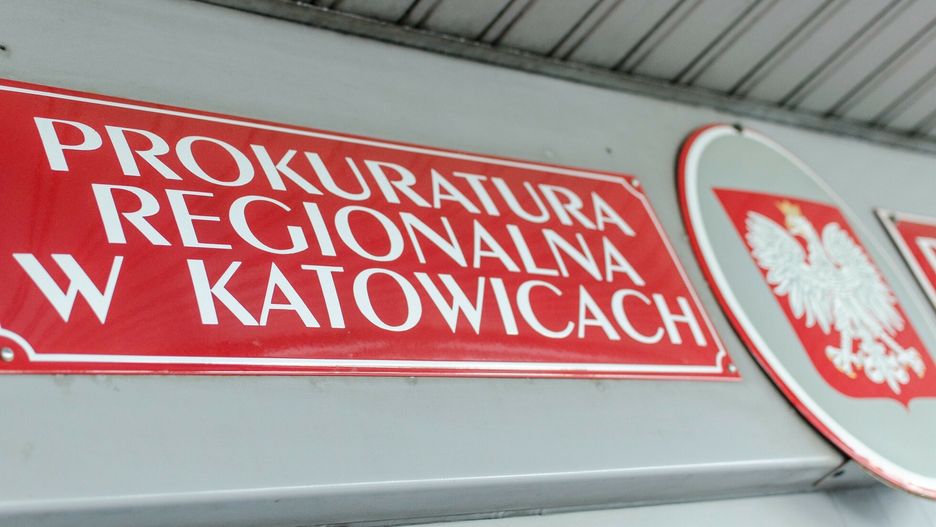 PROKURATURA
REGIONALNA
W KATOWICACH